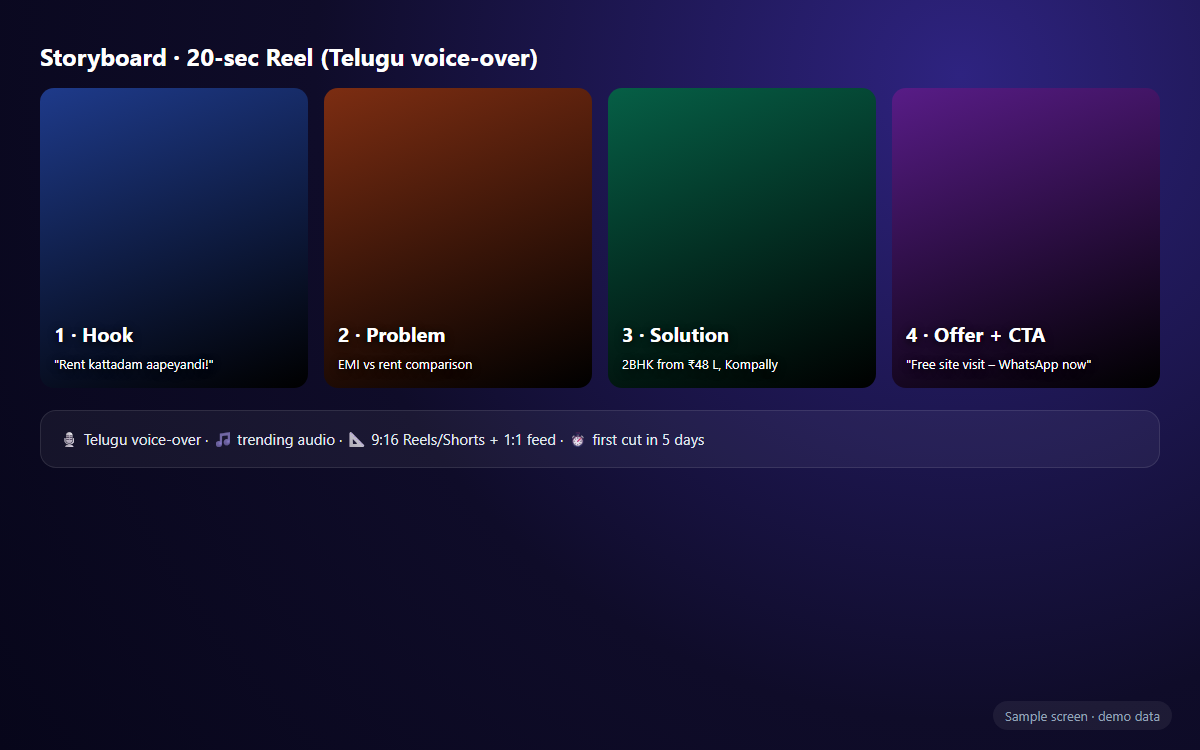 Storyboard · 20-sec Reel (Telugu voice-over)
1 · Hook
"Rent kattadam aapeyandi!"
2 · Problem
EMI vs rent comparison
3 · Solution
2BHK from ₹48 L, Kompally
4 · Offer + CTA
"Free site visit – WhatsApp now"
🎙 Telugu voice-over · 🎵 trending audio · 📐 9:16 Reels/Shorts + 1:1 feed · ⏱ first cut in 5 days
Sample screen · demo data